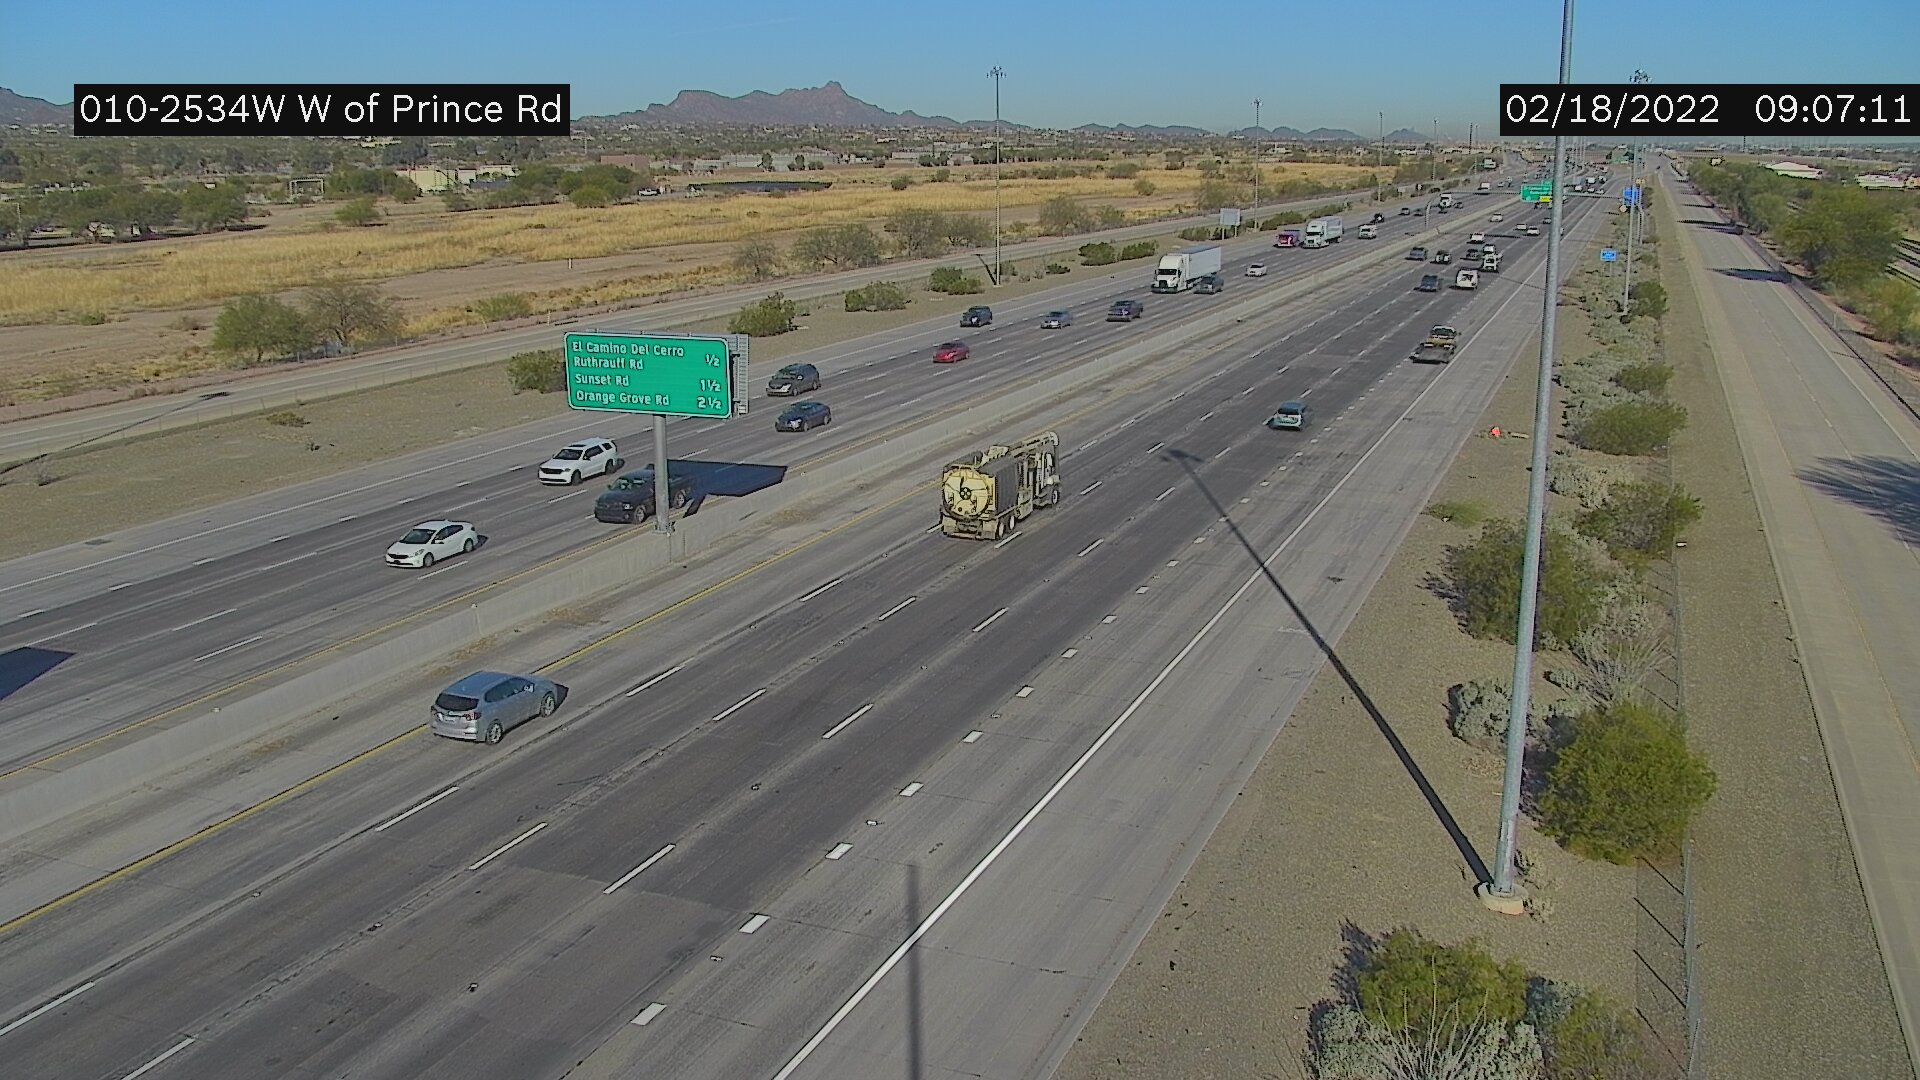 010-2534W W of Prince Rd
02/18/2022 09:07:11
El Camino Del Cerro
Ruthrauff Rd 1/2
Sunset Rd 1 1/2
Orange Grove Rd 2 1/2